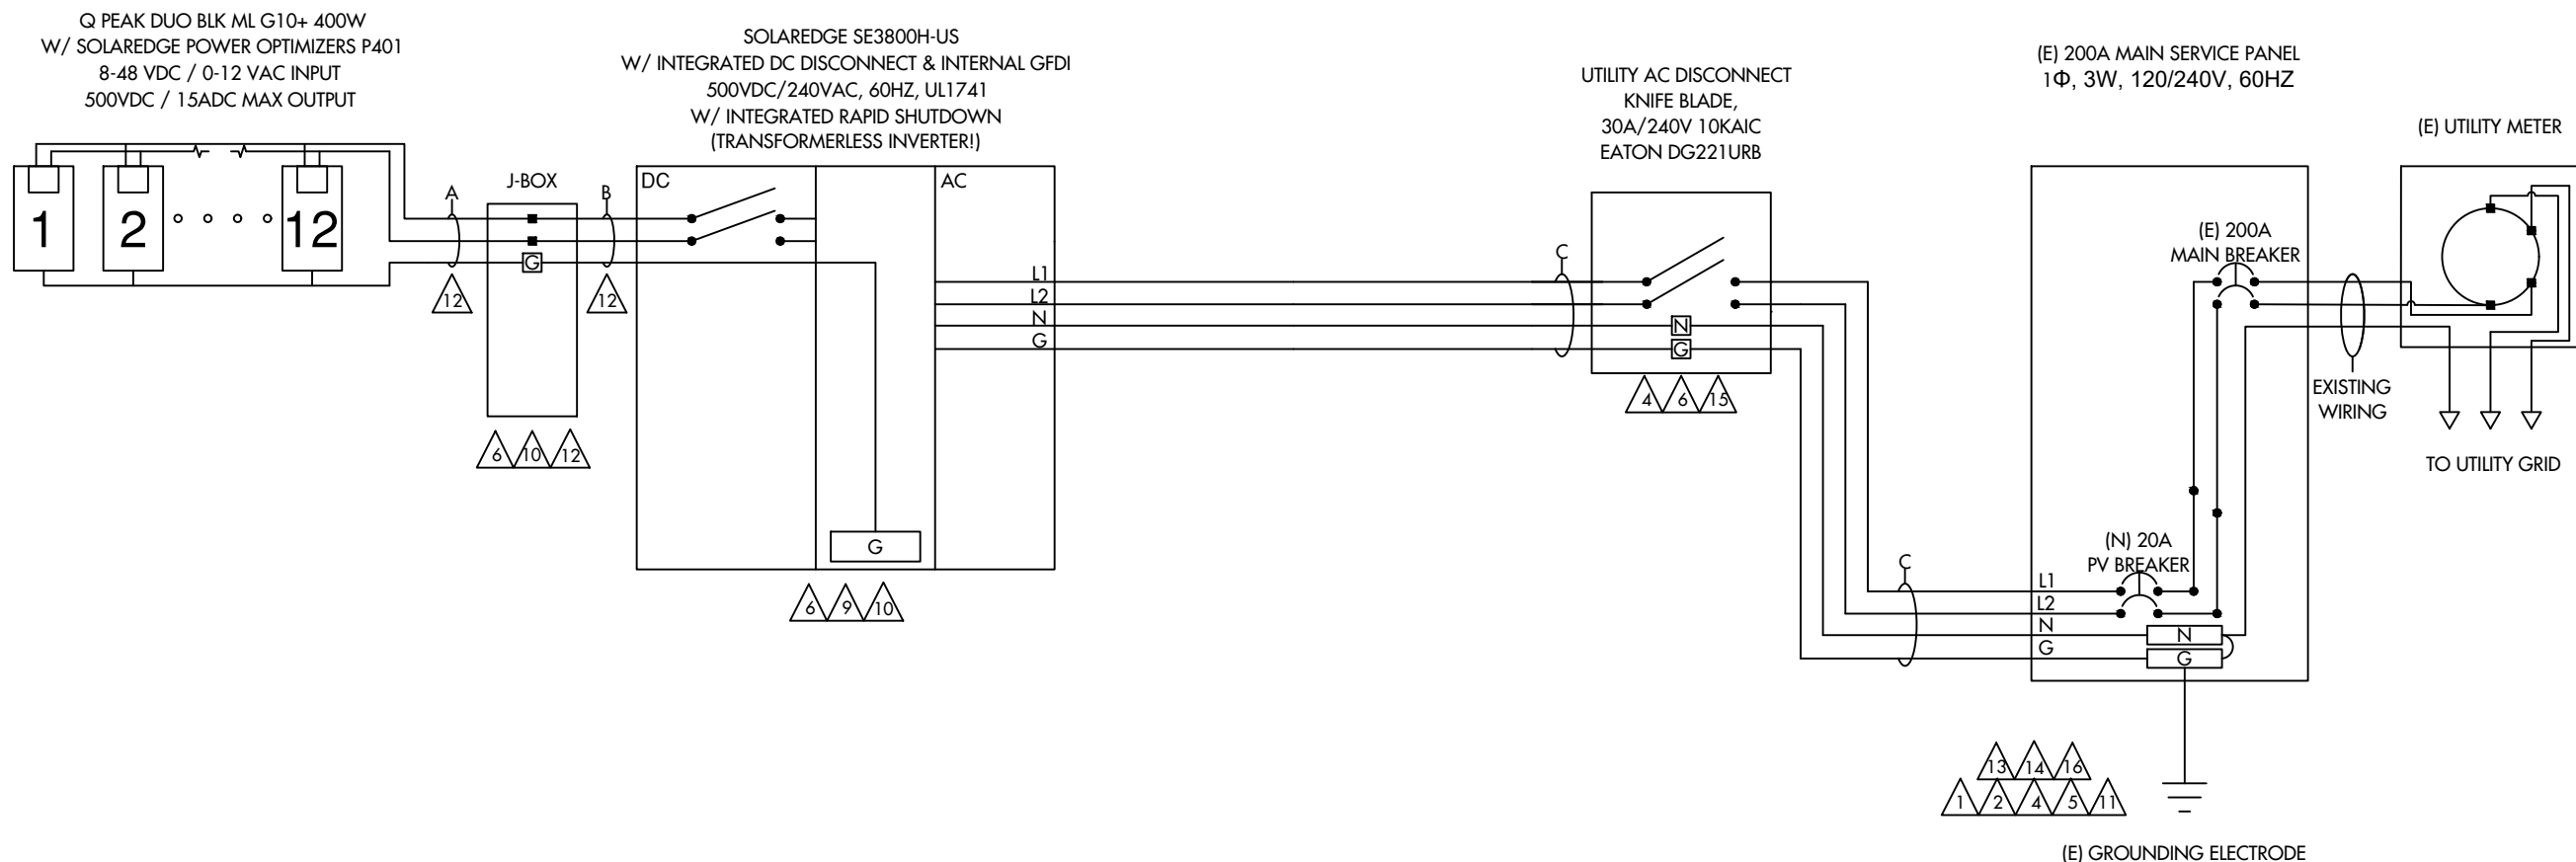 Q PEAK DUO BLK ML G10+ 400W
W/ SOLAREDGE POWER OPTIMIZERS P401
8-48 VDC / 0-12 VAC INPUT
500VDC / 15ADC MAX OUTPUT
SOLAREDGE SE3800H-US
W/ INTEGRATED DC DISCONNECT & INTERNAL GFDI
500VDC/240VAC, 60HZ, UL1741
W/ INTEGRATED RAPID SHUTDOWN
(TRANSFORMERLESS INVERTER!)
UTILITY AC DISCONNECT
KNIFE BLADE,
30A/240V 10KAIC
EATON DG221URB
(E) 200A MAIN SERVICE PANEL
1Φ, 3W, 120/240V, 60HZ
(E) UTILITY METER
1
2
12
A
12
J-BOX
G
6 10 12
B
12
DC
AC
G
L1
L2
N
G
6 9 10
C
N
G
4 6 15
C
(E) 200A
MAIN BREAKER
(N) 20A
PV BREAKER
L1
L2
N
G
N
G
EXISTING
WIRING
TO UTILITY GRID
13 14 16
1 2 4 5 11
(E) GROUNDING ELECTRODE